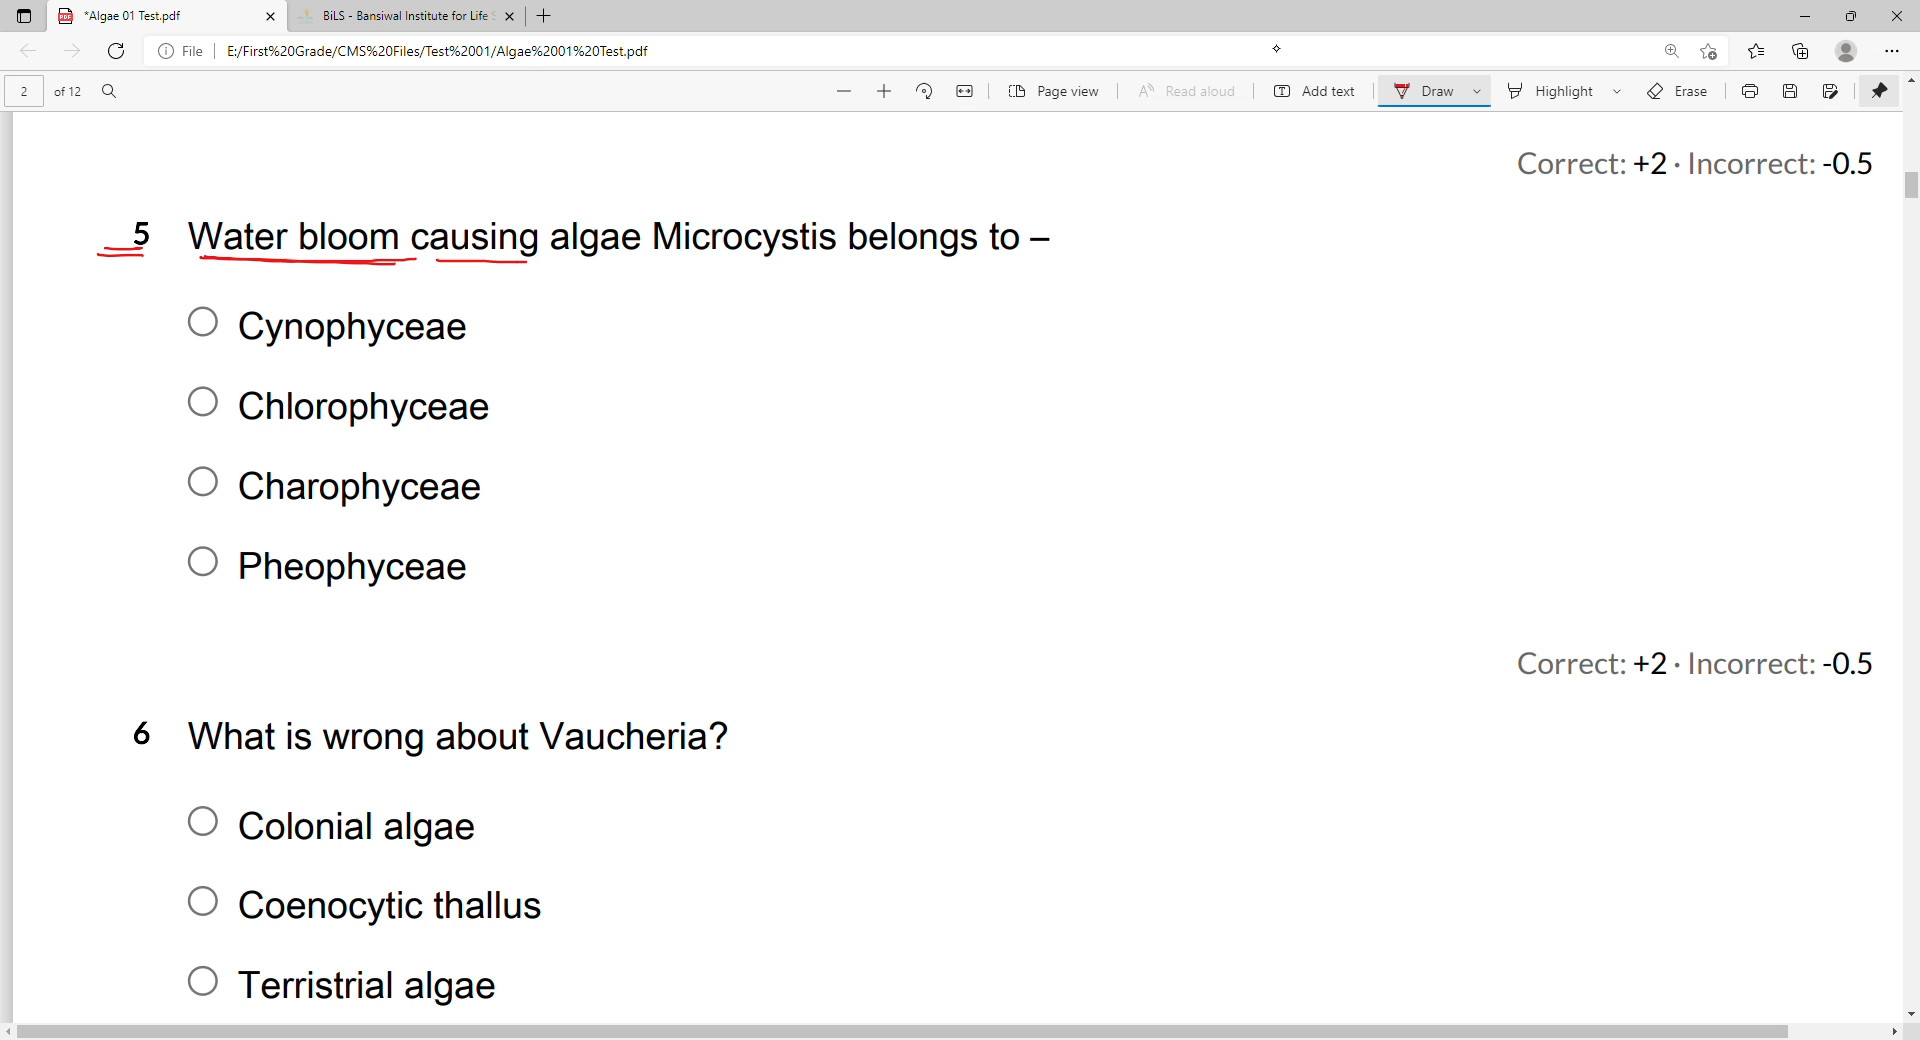 *Algae 01 Test.pdf
BiLS - Bansiwal Institute for Life S
File
E:/First%20Grade/CMS%20Files/Test%2001/Algae%2001%20Test.pdf
2 of 12
Page view
Read aloud
Add text
Draw
Highlight
Erase
Correct: +2 · Incorrect: -0.5
5 Water bloom causing algae Microcystis belongs to –
Cynophyceae
Chlorophyceae
Charophyceae
Pheophyceae
Correct: +2 · Incorrect: -0.5
6 What is wrong about Vaucheria?
Colonial algae
Coenocytic thallus
Terristrial algae